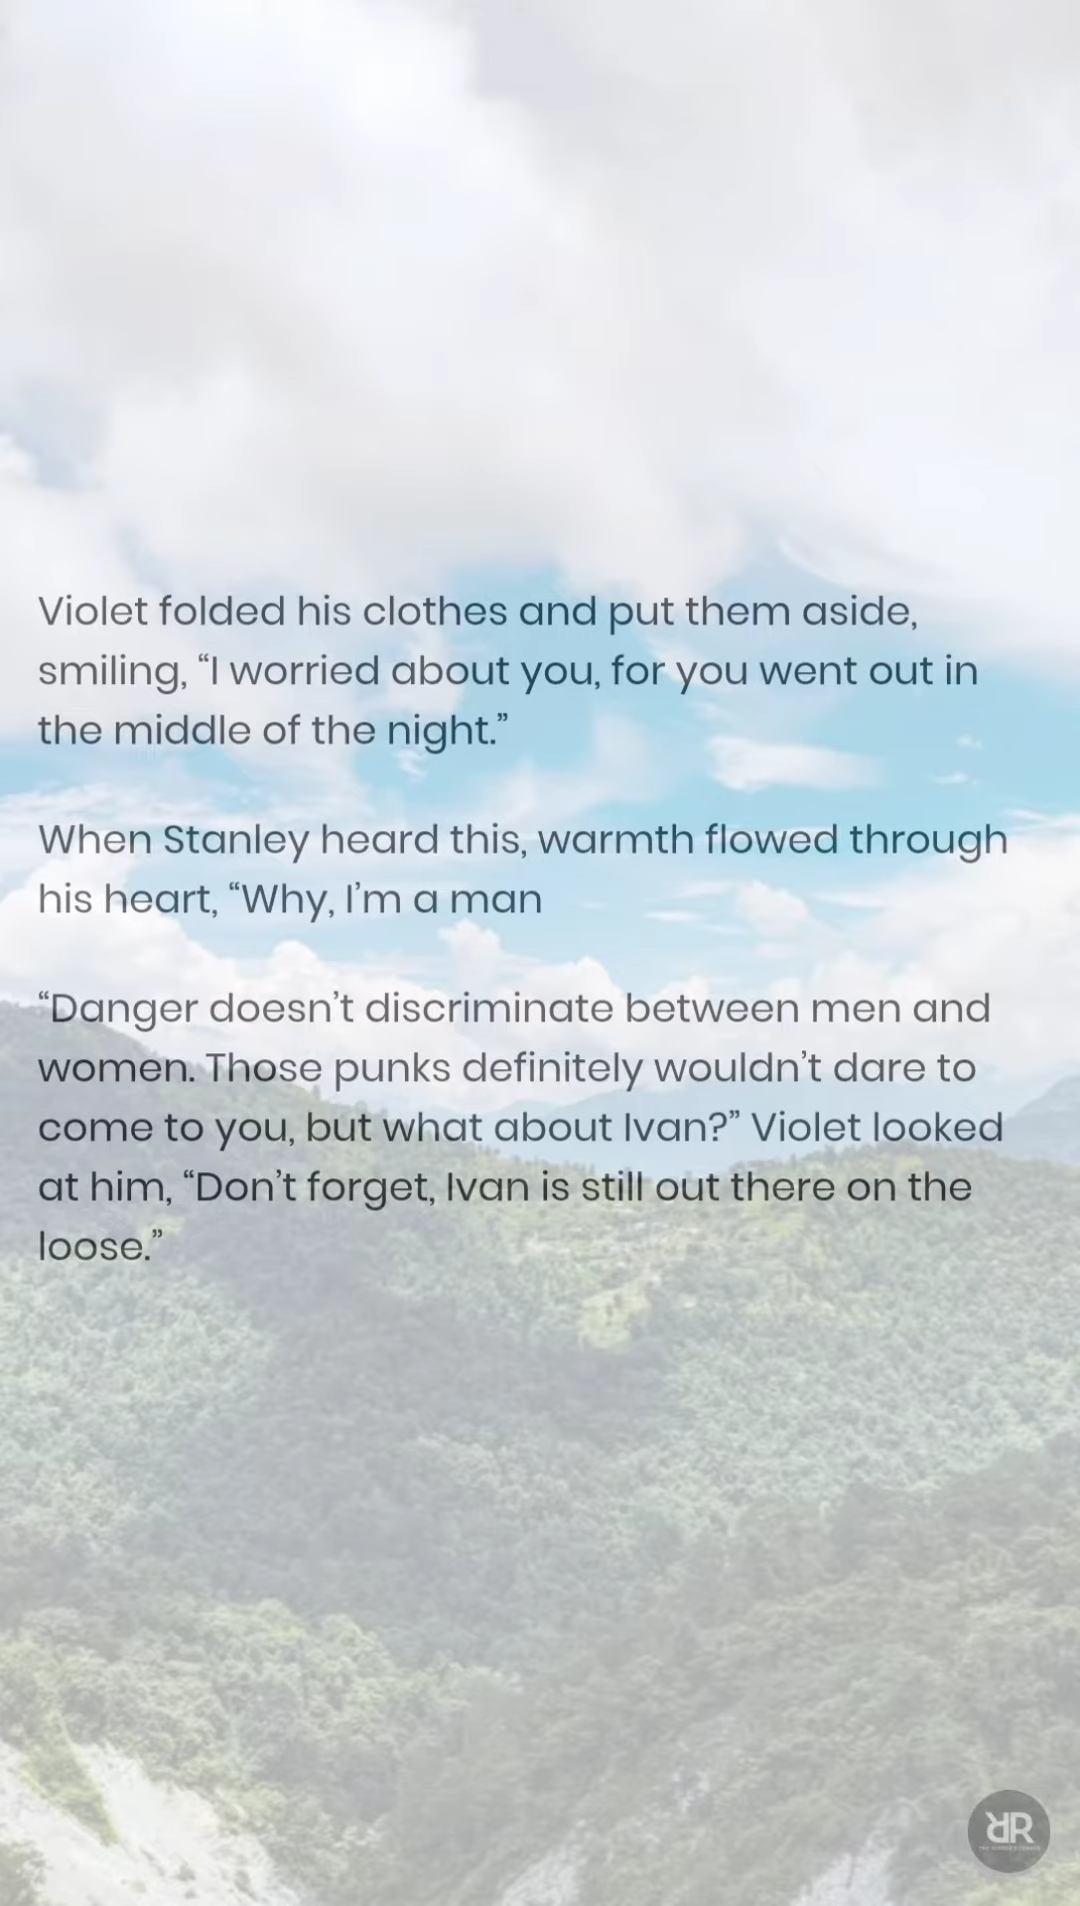 Violet folded his clothes and put them aside,
smiling, “I worried about you, for you went out in
the middle of the night.”
When Stanley heard this, warmth flowed through
his heart, “Why, I’m a man
“Danger doesn’t discriminate between men and
women. Those punks definitely wouldn’t dare to
come to you, but what about Ivan?” Violet looked
at him, “Don’t forget, Ivan is still out there on the
loose.”
RR